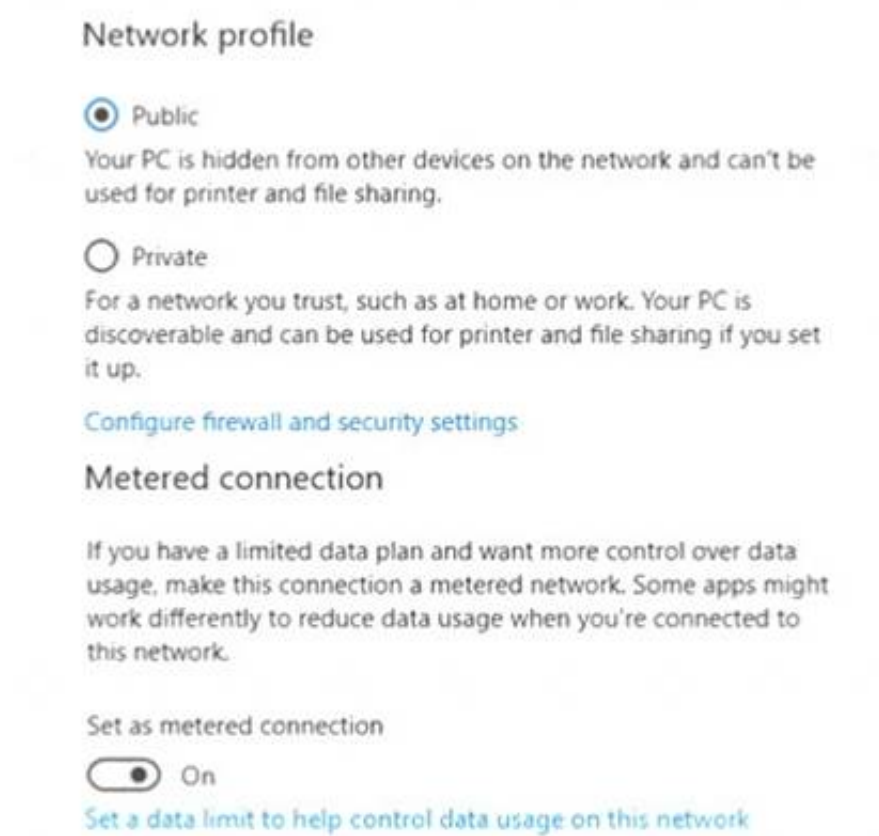 Network profile
Public
Your PC is hidden from other devices on the network and can't be
used for printer and file sharing.
Private
For a network you trust, such as at home or work. Your PC is
discoverable and can be used for printer and file sharing if you set
it up.
Configure firewall and security settings
Metered connection
If you have a limited data plan and want more control over data
usage, make this connection a metered network. Some apps might
work differently to reduce data usage when you're connected to
this network.
Set as metered connection
On
Set a data limit to help control data usage on this network